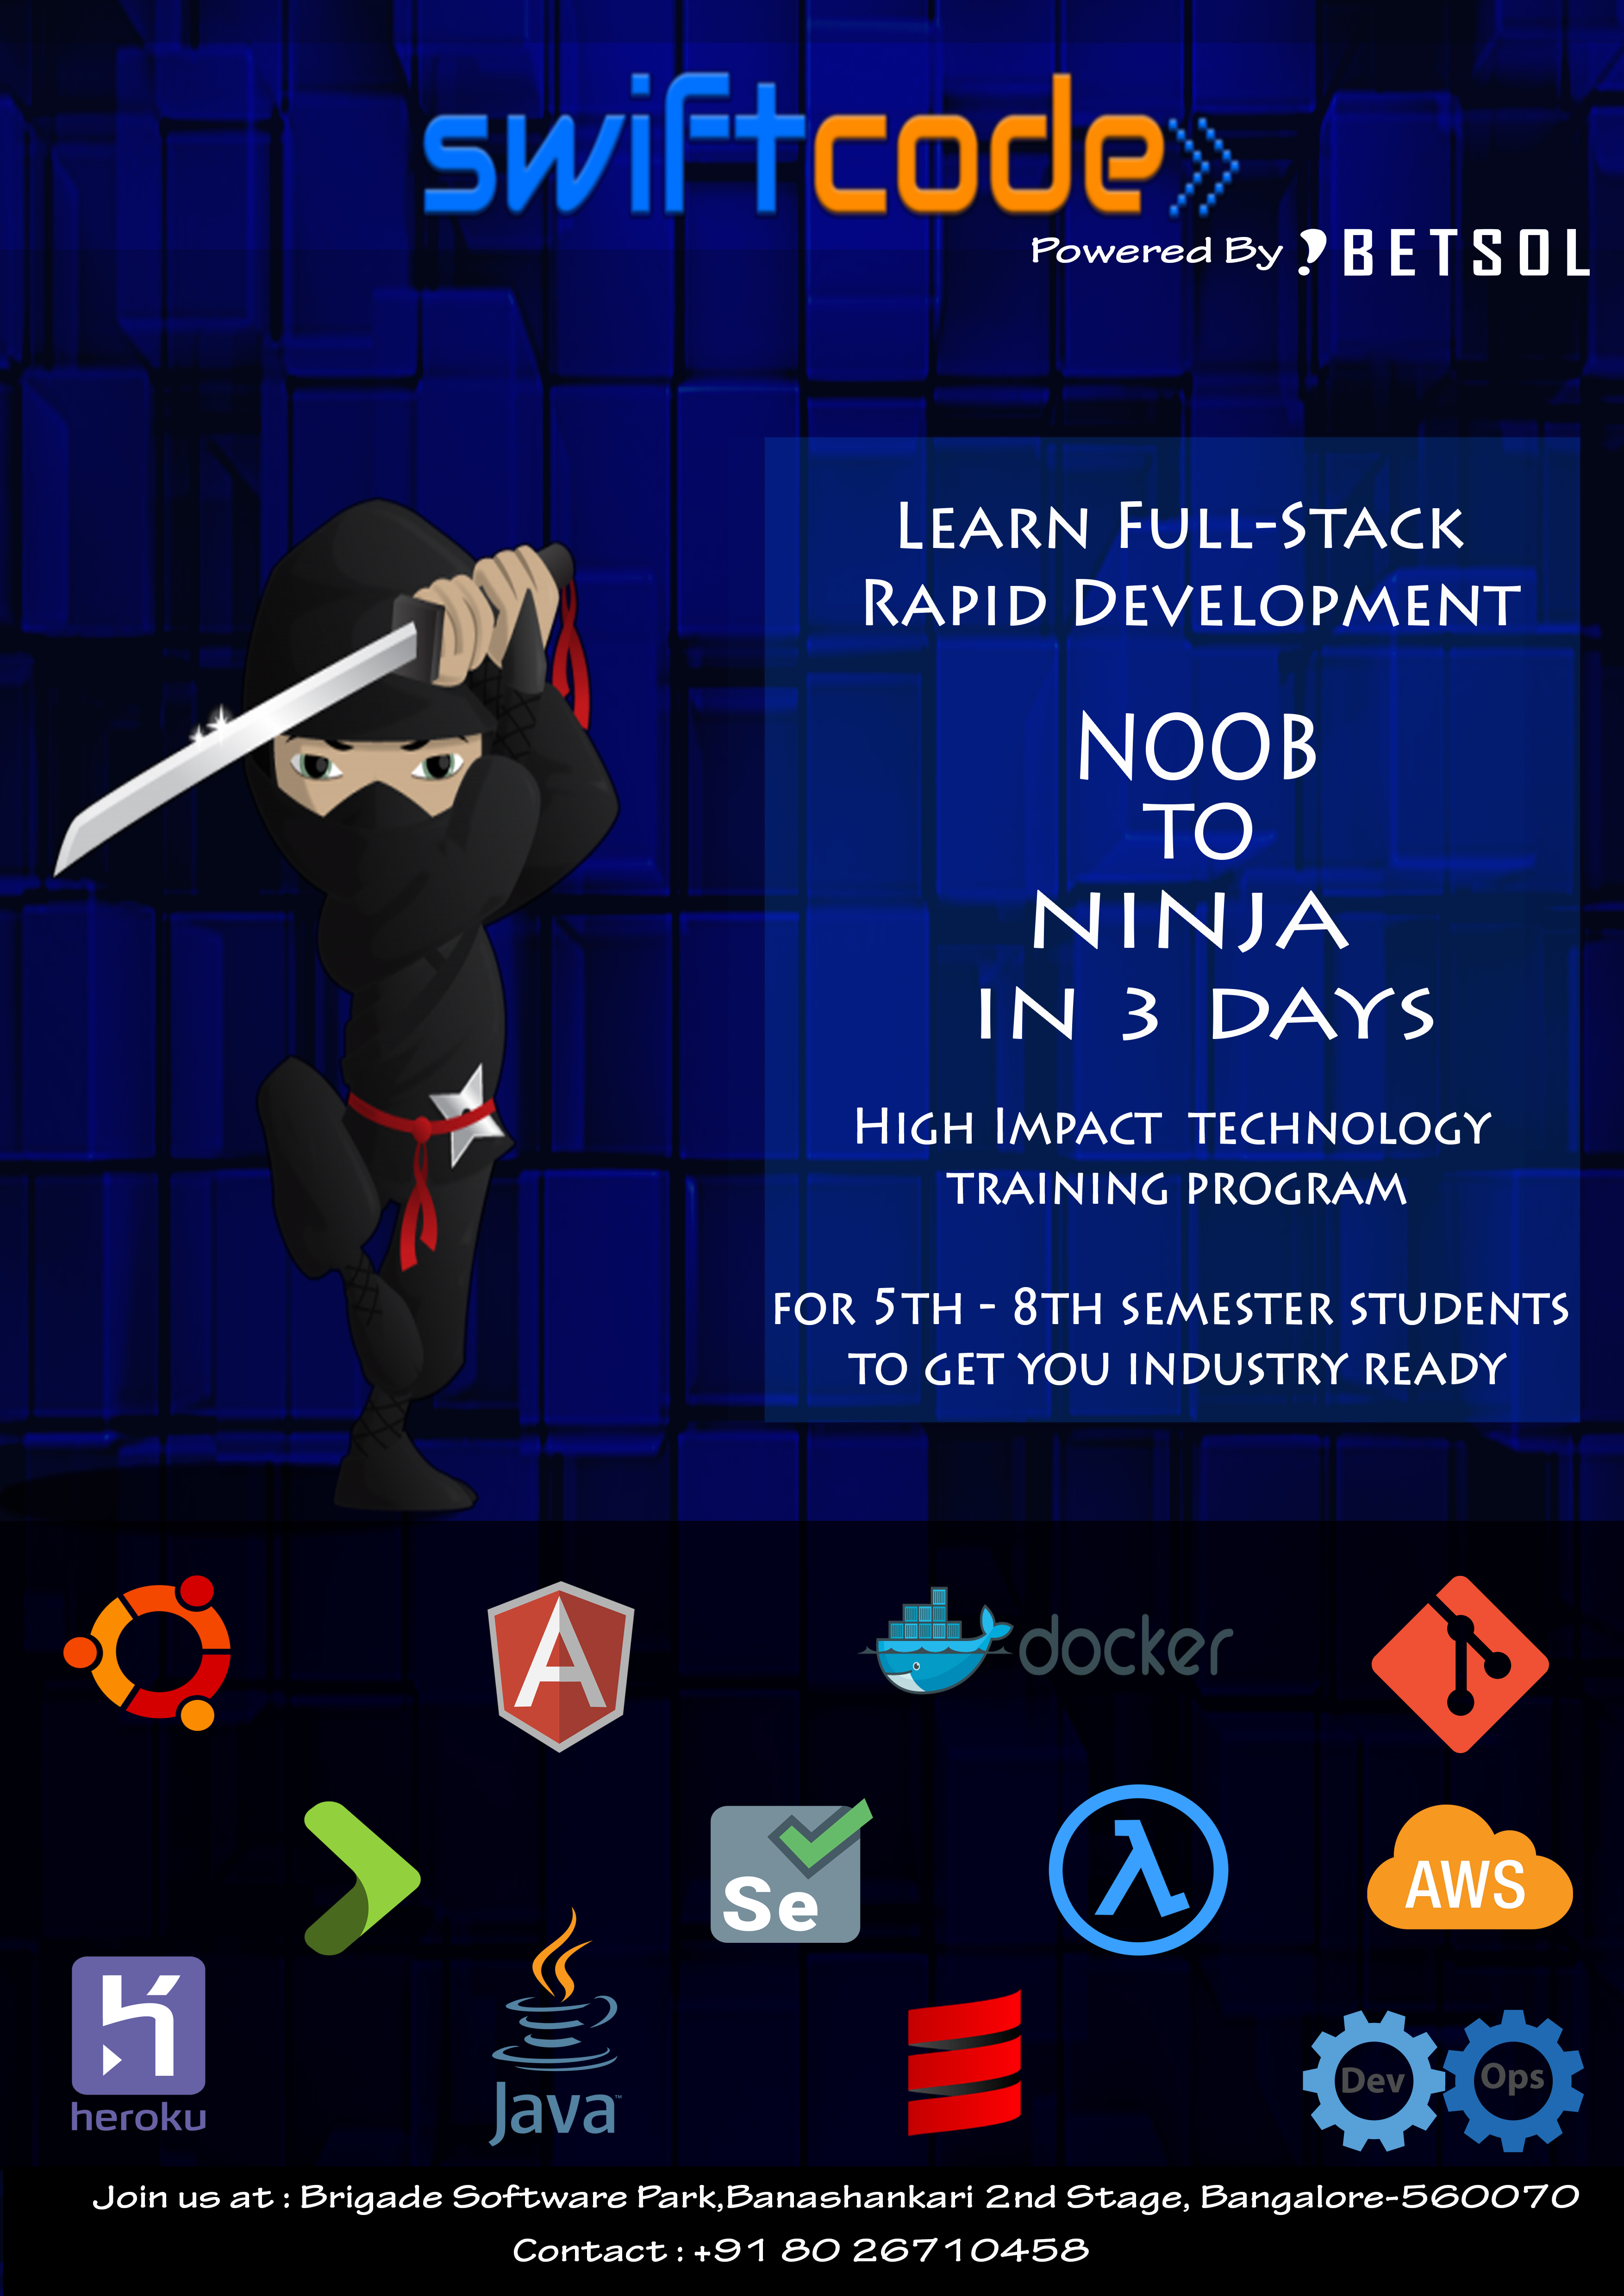 swiftcode
Powered By BETSOL
LEARN FULL-STACK
RAPID DEVELOPMENT
NOOB
TO
NINJA
IN 3 DAYS
HIGH IMPACT TECHNOLOGY
TRAINING PROGRAM
FOR 5TH - 8TH SEMESTER STUDENTS
TO GET YOU INDUSTRY READY
docker
Se
λ
AWS
heroku
Java™
Dev Ops
Join us at : Brigade Software Park,Banashankari 2nd Stage, Bangalore-560070
Contact : +91 80 26710458